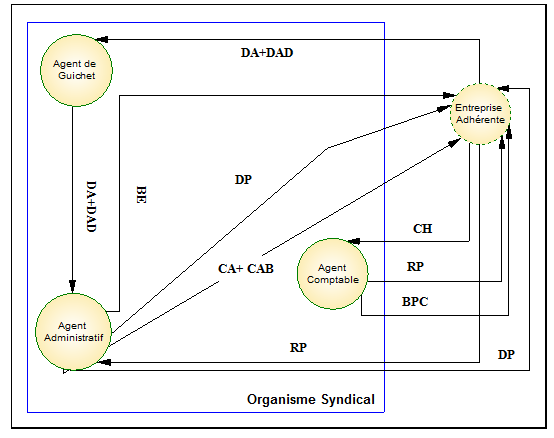 DA+DAD
Agent de
Guichet
Entreprise
Adhérente
DP
DA+DAD
BE
CH
CA+ CAB
Agent
Comptable
RP
BPC
Agent
Administratif
RP
DP
Organisme Syndical